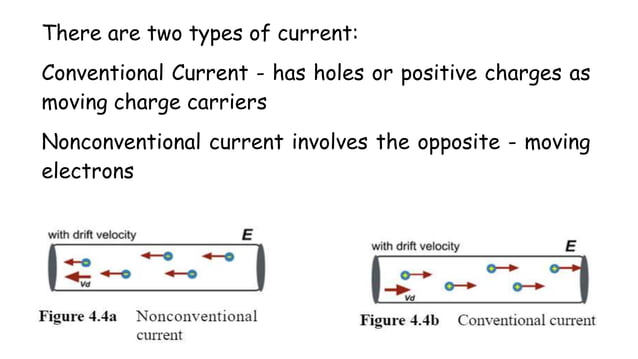 There are two types of current:
Conventional Current - has holes or positive charges as
moving charge carriers
Nonconventional current involves the opposite - moving
electrons
with drift velocity E
Vd
Figure 4.4a Nonconventional
current
with drift velocity E
Vd
Figure 4.4b Conventional current